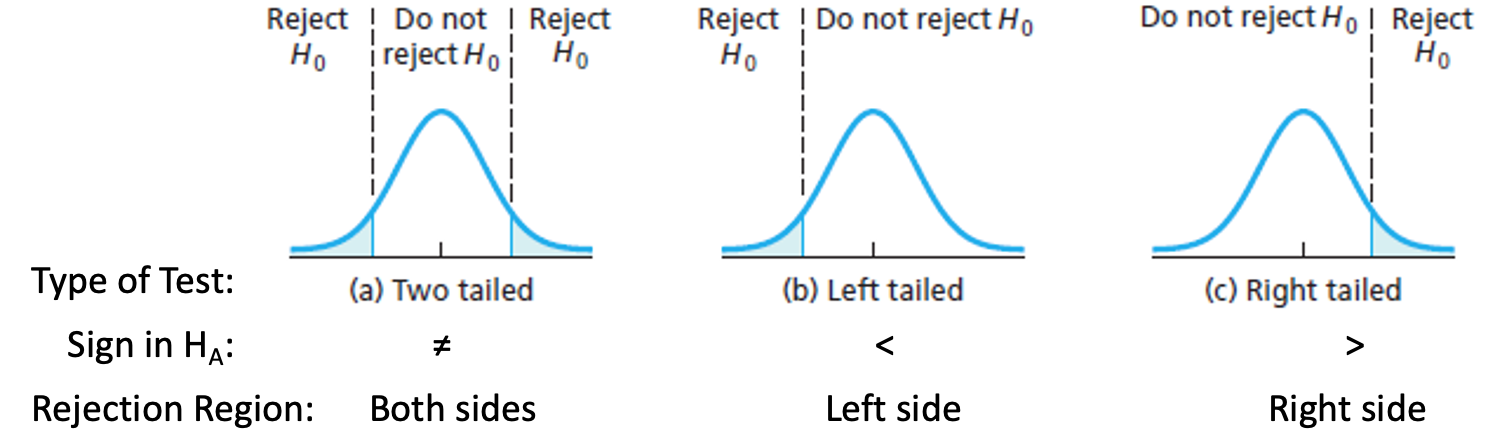 Reject Do not Reject Reject Do not reject H0 Do not reject H0 Reject
H0 reject H0 H0 H0 H0
Type of Test: (a) Two tailed (b) Left tailed (c) Right tailed
Sign in HA: ≠ < >
Rejection Region: Both sides Left side Right side